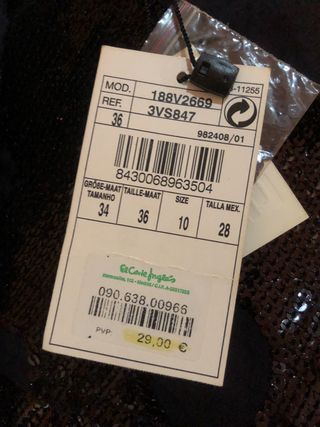 -11255
MOD. 188V2669
REF. 3VS847
36
982408/01
8430068963504
GRÖßE-MAAT TAILLE-MAAT SIZE TALLA MEX.
TAMANHO
34 36 10 28
El Corte Inglés
090.638.00966
PVP: 29,00 €